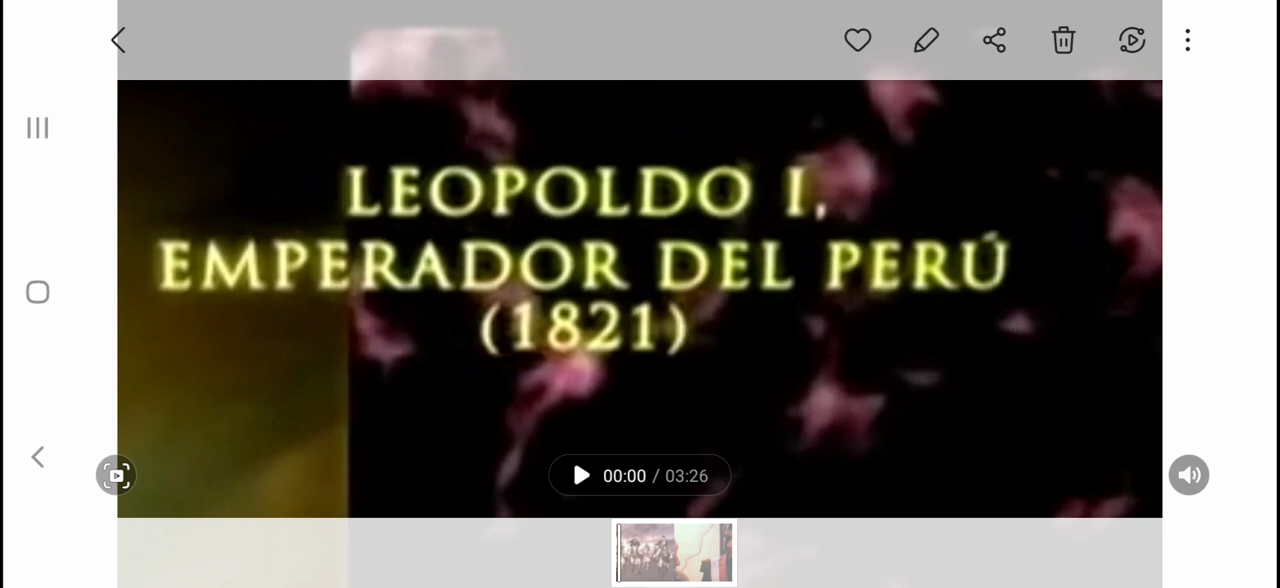 LEOPOLDO I,
EMPERADOR DEL PERÚ
(1821)
00:00 / 03:26